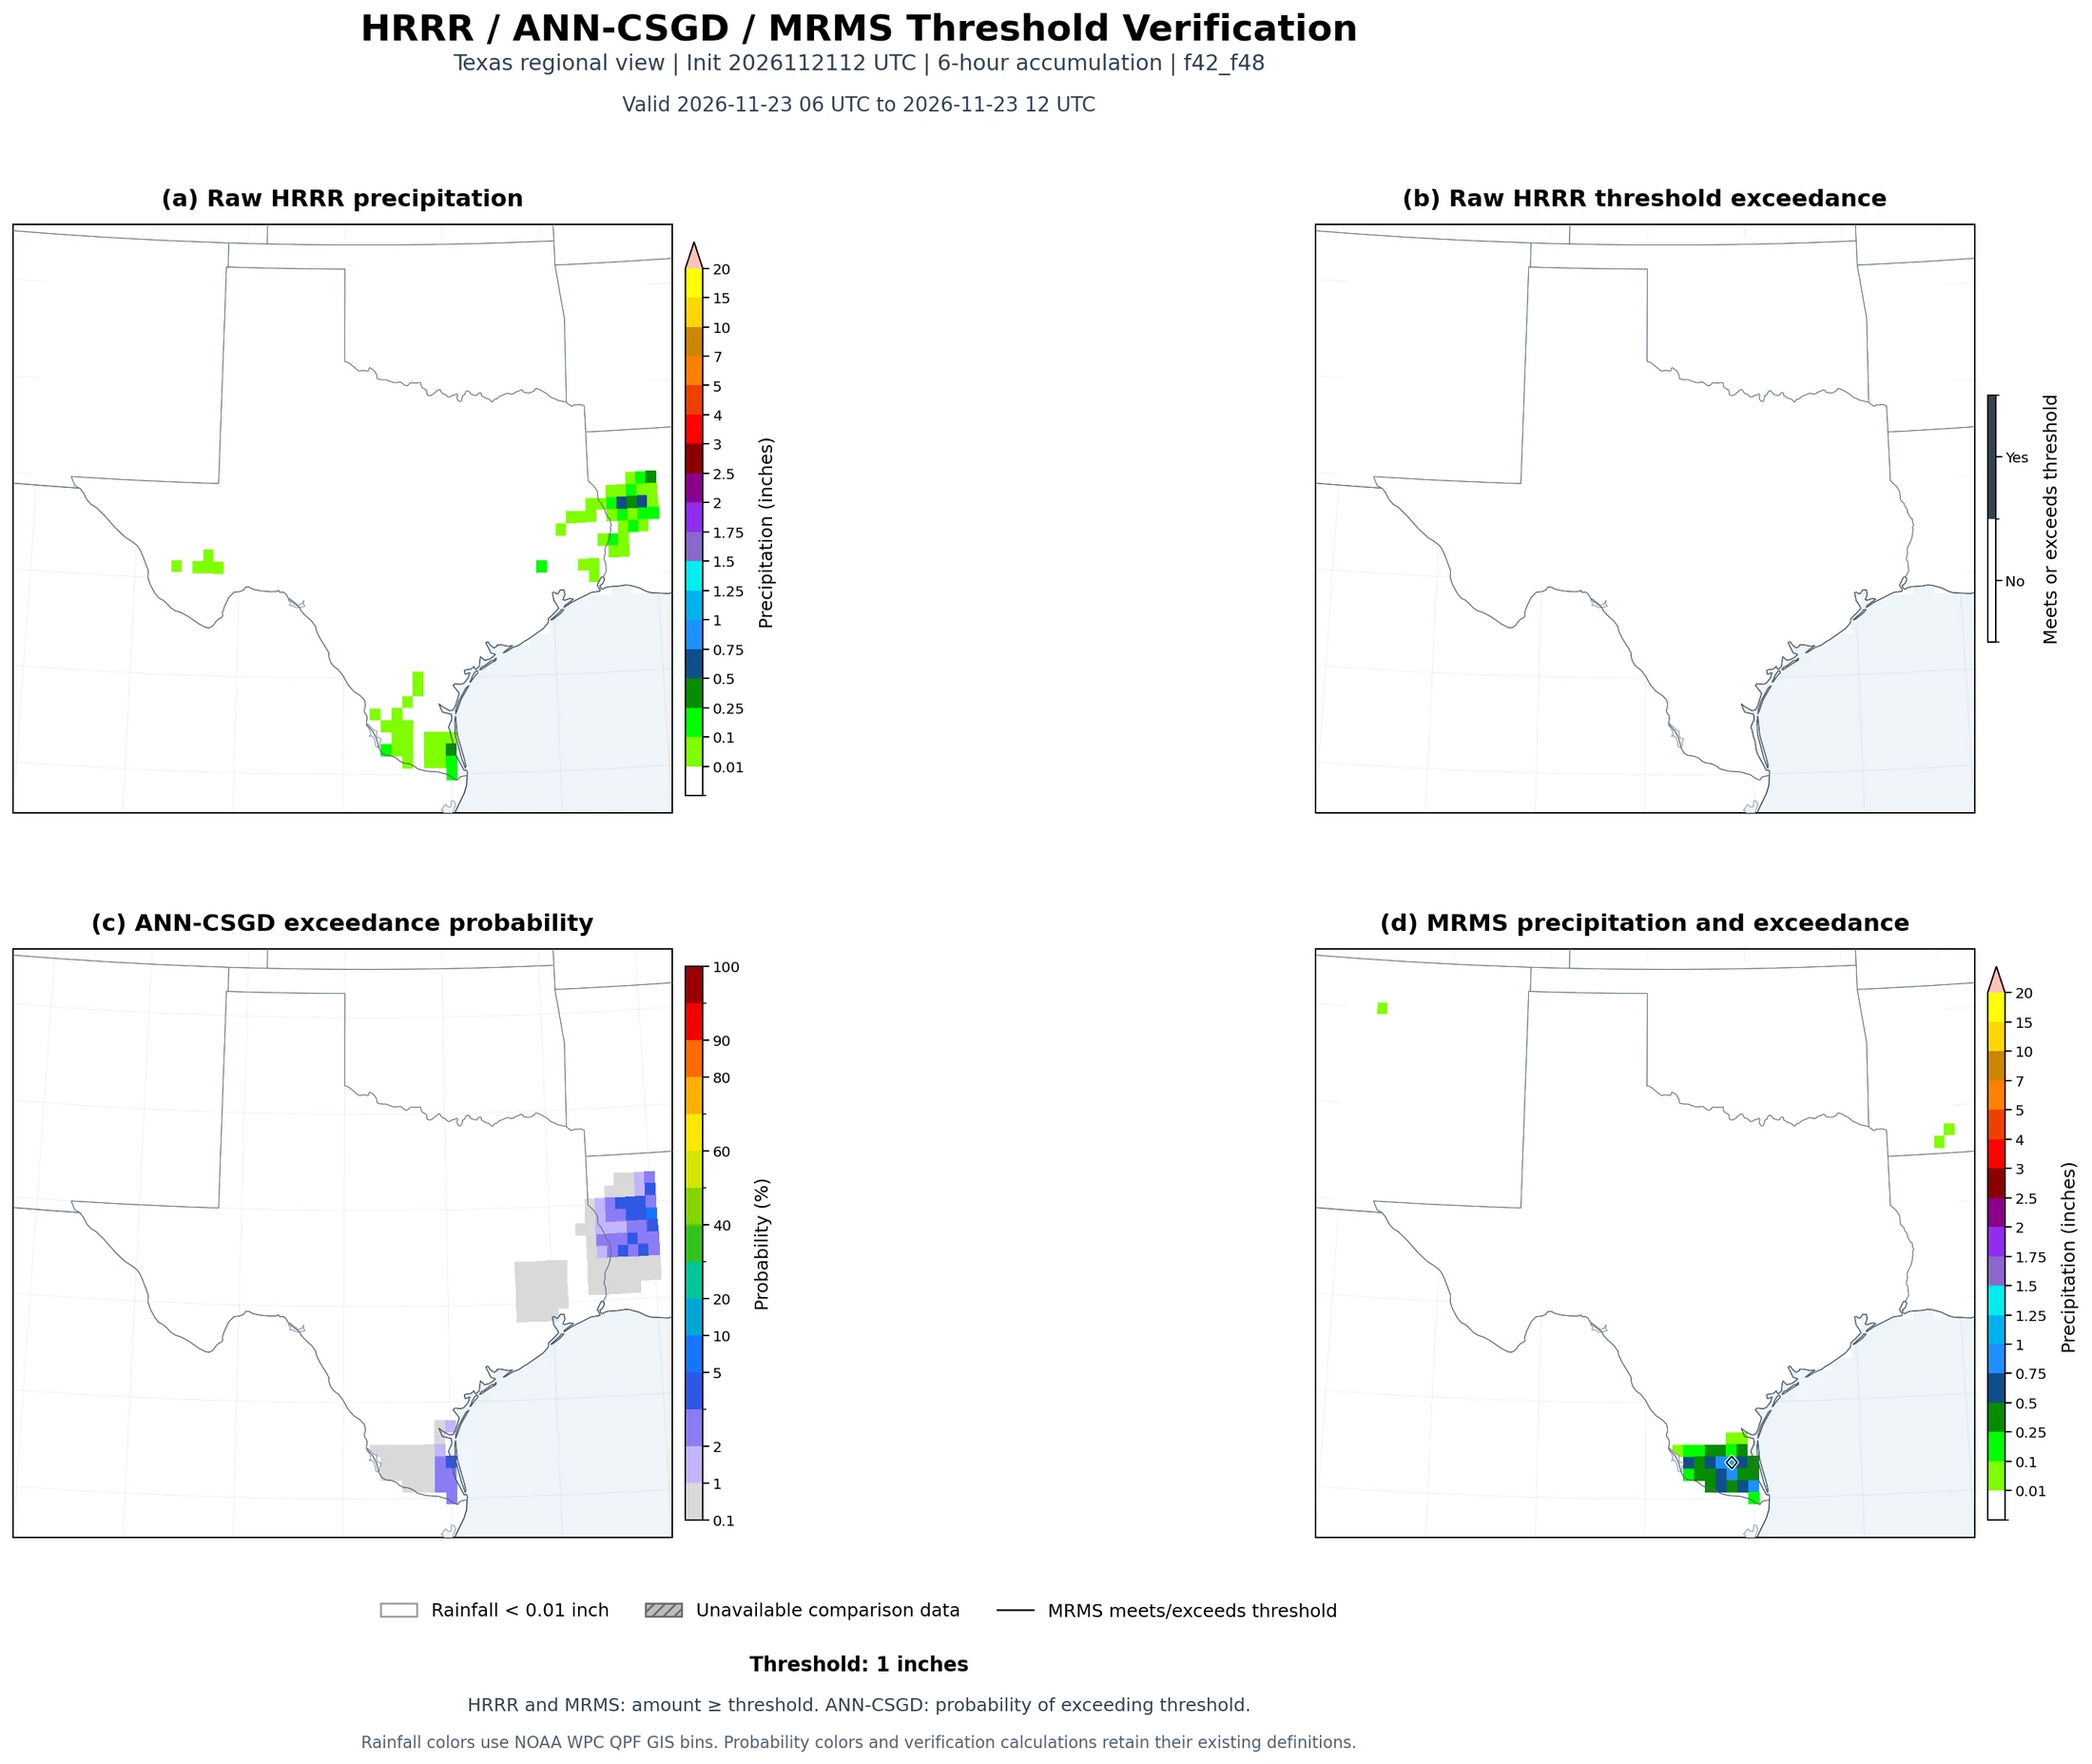 HRRR / ANN-CSGD / MRMS Threshold Verification
Texas regional view | Init 2026112112 UTC | 6-hour accumulation | f42_f48
Valid 2026-11-23 06 UTC to 2026-11-23 12 UTC
(a) Raw HRRR precipitation
20
15
10
7
5
4
3
2.5
2
1.75
1.5
1.25
1
0.75
0.5
0.25
0.1
0.01
Precipitation (inches)
(b) Raw HRRR threshold exceedance
Yes
No
Meets or exceeds threshold
(c) ANN-CSGD exceedance probability
100
90
80
60
40
20
10
5
2
1
0.1
Probability (%)
(d) MRMS precipitation and exceedance
20
15
10
7
5
4
3
2.5
2
1.75
1.5
1.25
1
0.75
0.5
0.25
0.1
0.01
Precipitation (inches)
Rainfall < 0.01 inch
Unavailable comparison data
MRMS meets/exceeds threshold
Threshold: 1 inches
HRRR and MRMS: amount ≥ threshold. ANN-CSGD: probability of exceeding threshold.
Rainfall colors use NOAA WPC QPF GIS bins. Probability colors and verification calculations retain their existing definitions.